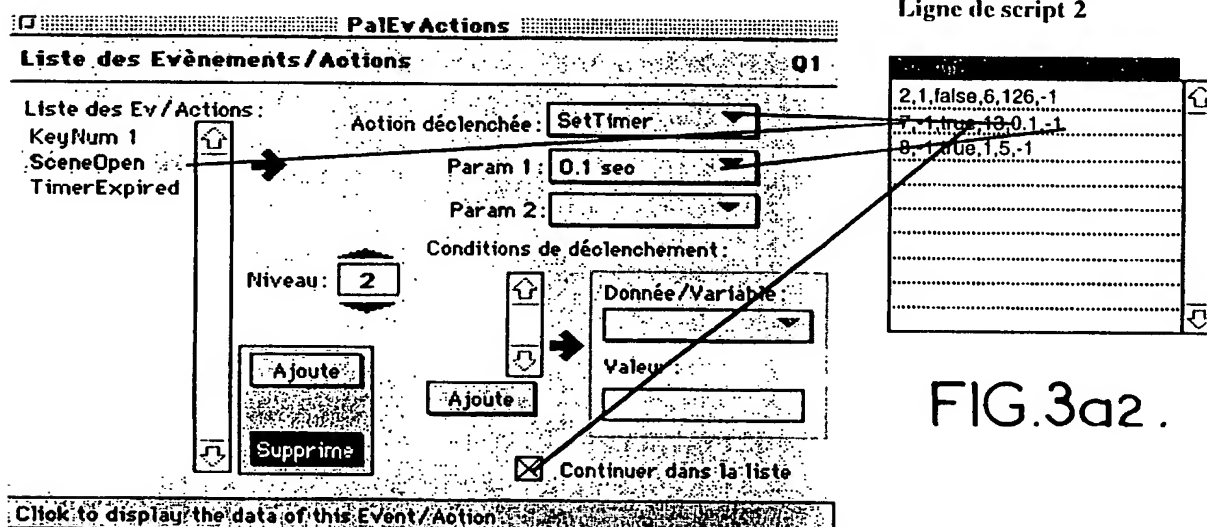 PalEvActions
Liste des Evènements/Actions
Q1
Liste des Ev/Actions:
KeyNum 1
SceneOpen
TimerExpired
Action déclenchée:
SetTimer
Param 1:
0.1 sec
Param 2:
Conditions de déclenchement:
Niveau:
2
Donnée/Variable:
Valeur:
Ajoute
Supprime
Ajoute
Continuer dans la liste
Click to display the data of this Event/Action
Ligne de script 2
2,1,false,6,126,-1
7,-1,true,13,0.1,-1
8,-1,true,1,5,-1
FIG.3a2.